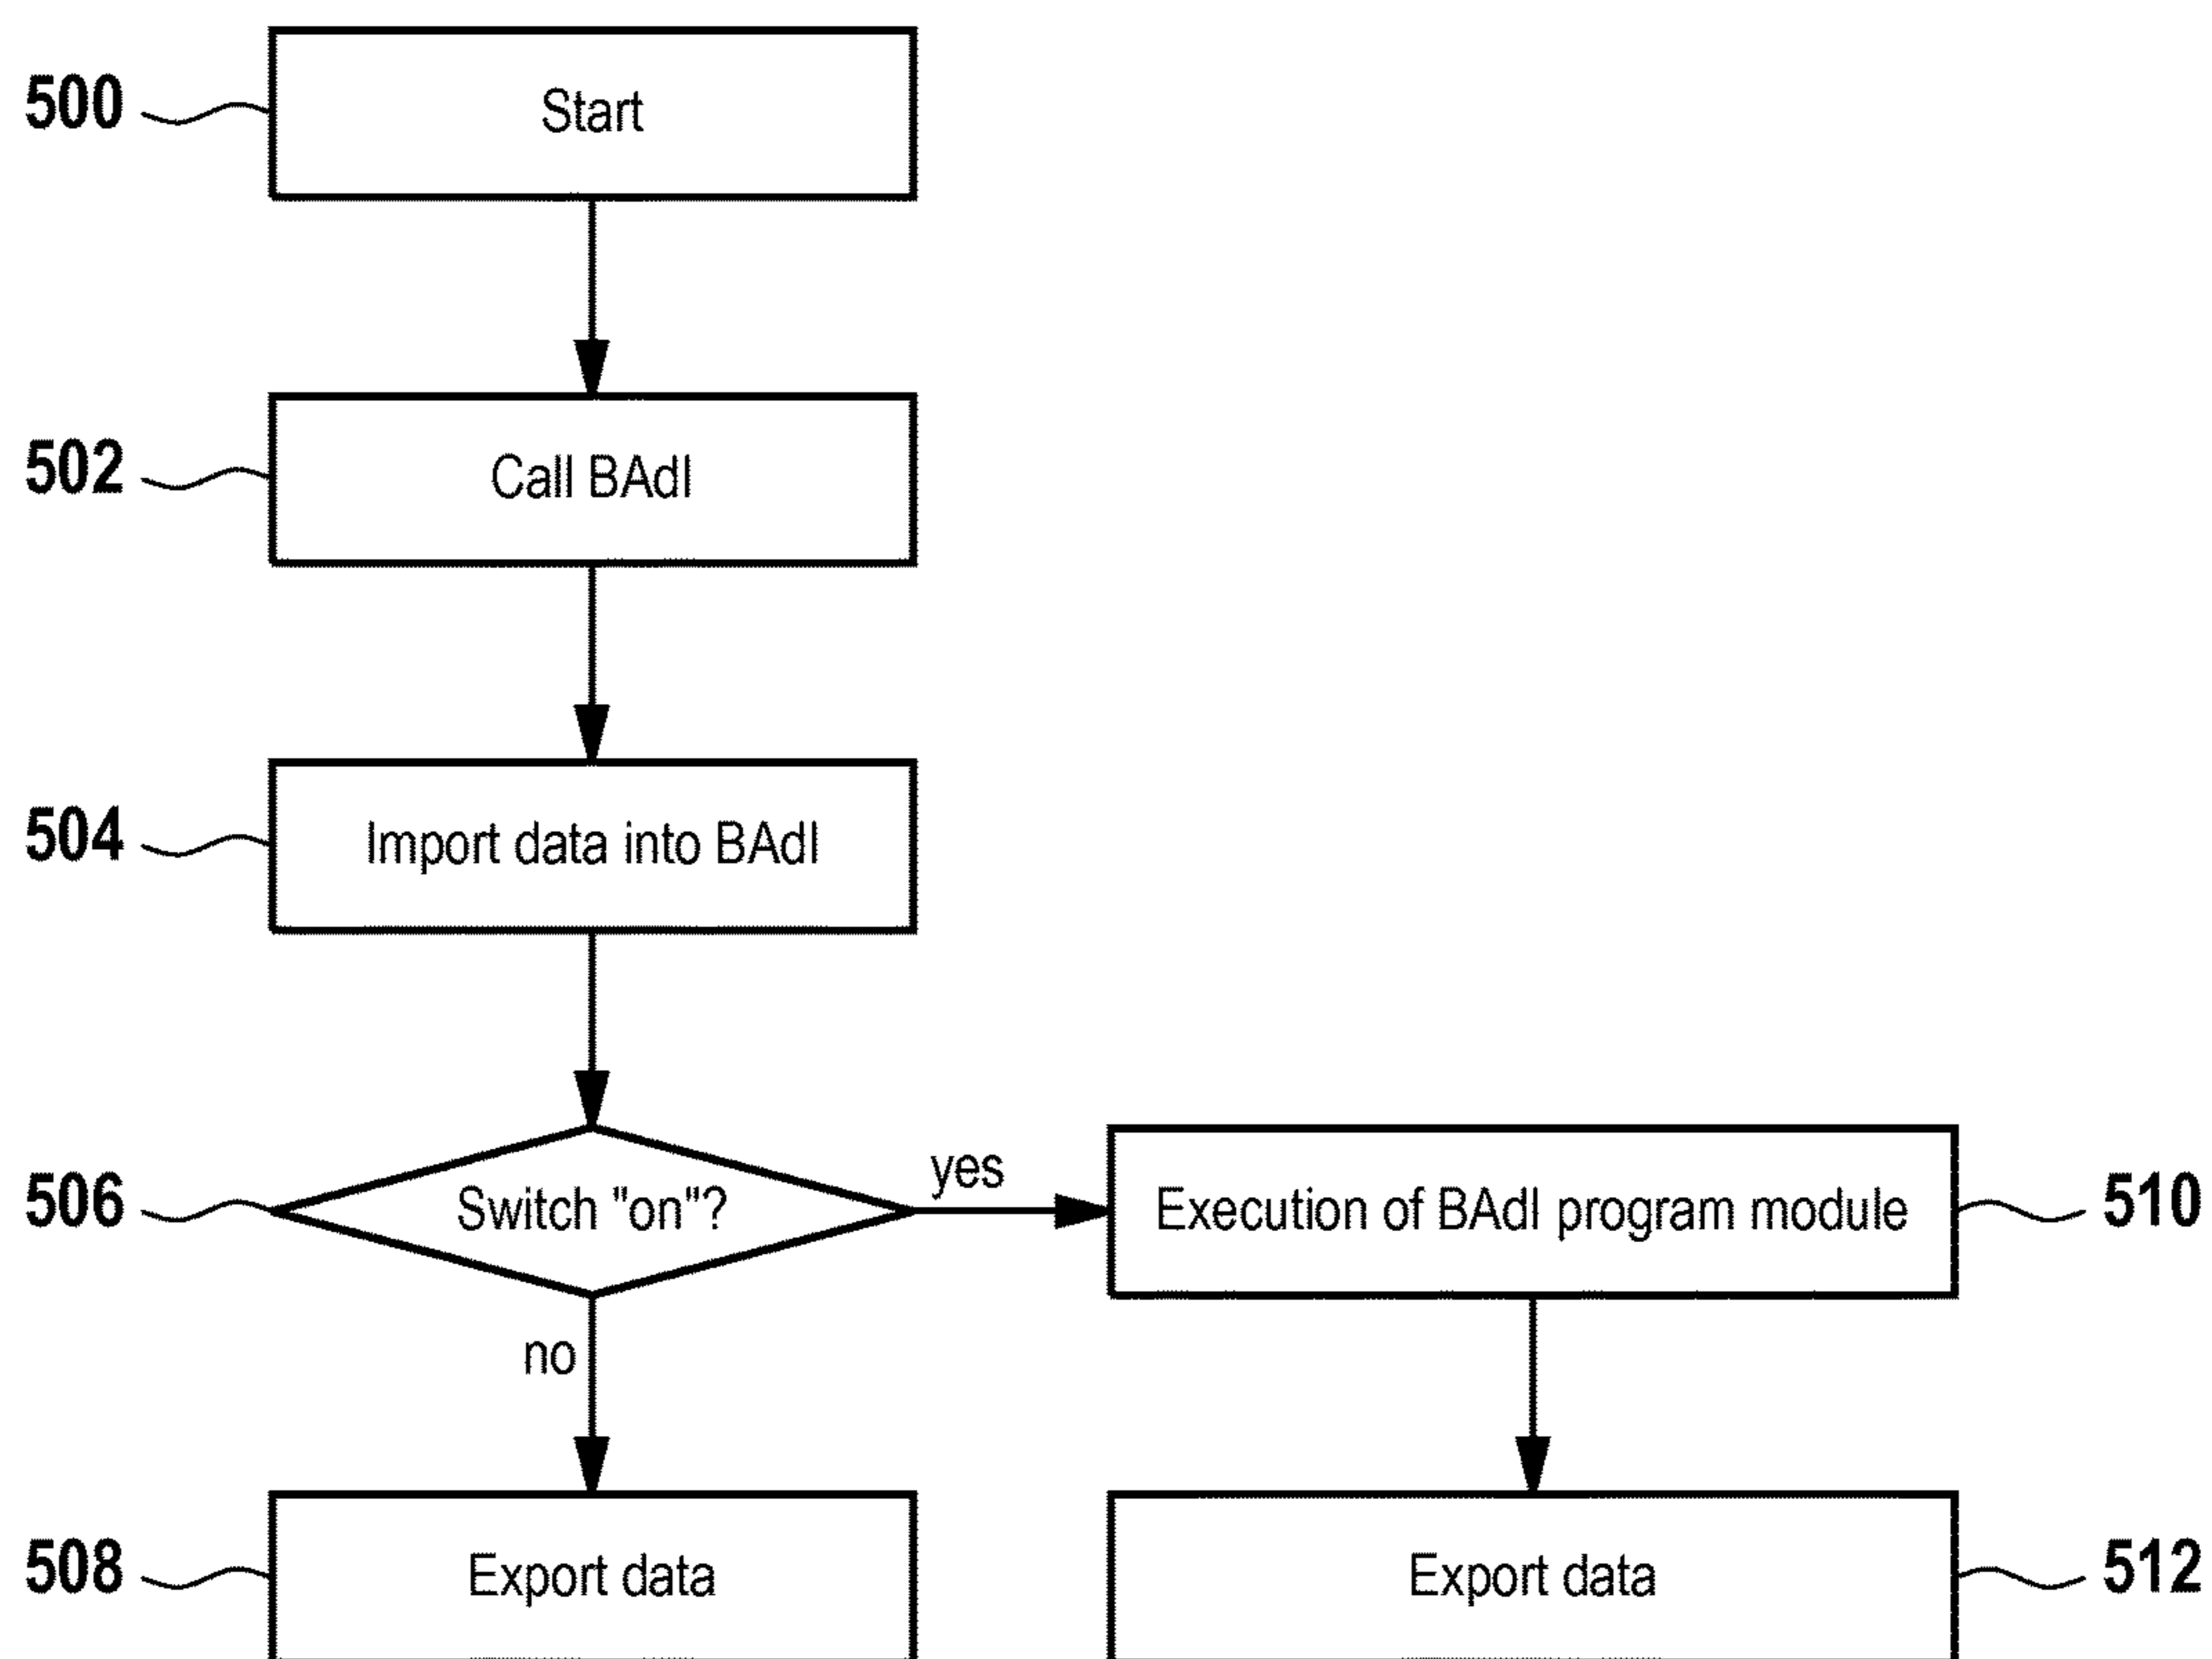 500
Start
502
Call BAdI
504
Import data into BAdI
506
Switch "on"?
yes
Execution of BAdI program module
510
no
508
Export data
Export data
512